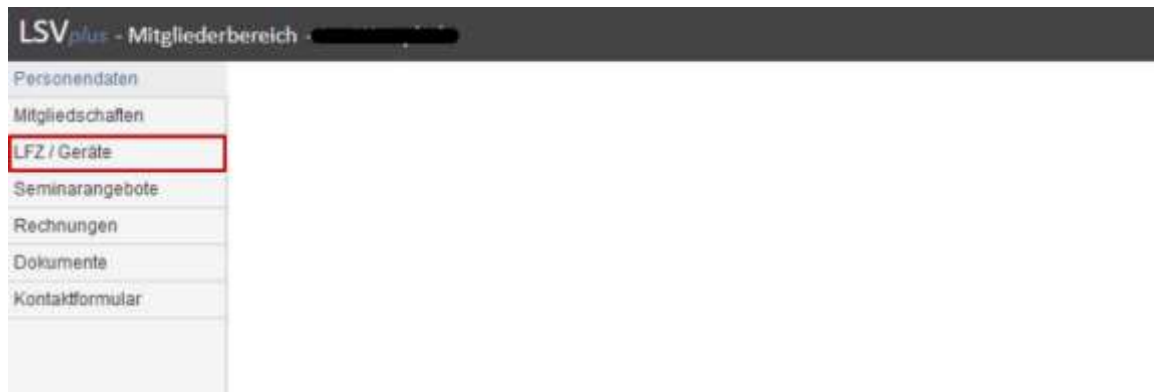 LSVplus - Mitgliederbereich -
Personendaten
Mitgliedschaften
LFZ / Geräte
Seminarangebote
Rechnungen
Dokumente
Kontaktformular